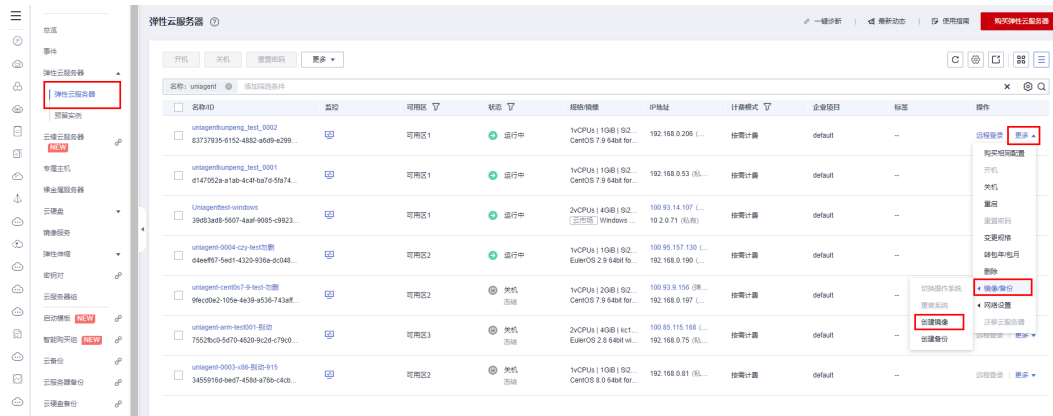 弹性云服务器
一键诊断
最新动态
使用指南
购买弹性云服务器
总览
事件
弹性云服务器
弹性云服务器
预留实例
云耀云服务器
NEW
专属主机
裸金属服务器
云硬盘
镜像服务
弹性伸缩
密钥对
云服务器组
启动模板 NEW
智能购买组 NEW
云备份
云服务器备份
云硬盘备份
开机 关机 重置密码 更多
名称: uniagent 添加筛选条件
名称/ID 监控 可用区 状态 规格/镜像 IP地址 计费模式 企业项目 标签 操作
uniagentkunpeng_test_0002
83737935-6152-4882-a6d9-e299...
可用区1 运行中
1vCPUs | 1GiB | Si2...
CentOS 7.9 64bit for...
192.168.0.206 (...
按需计费 default -- 远程登录 更多
uniagentkunpeng_test_0001
d147052a-a1ab-4c4f-ba7d-5fa74...
可用区1 运行中
1vCPUs | 1GiB | Si2...
CentOS 7.9 64bit for...
192.168.0.53 (私...
按需计费 default --
Uniagenttest-windows
39d83ad8-5607-4aaf-9085-c9923...
可用区1 运行中
2vCPUs | 4GiB | Si2...
云市场 Windows ...
100.93.14.107 (...
10.2.0.71 (私有)
按需计费 default --
uniagent-0004-czy-test勿删
d4eeff67-5ed1-4320-936a-dc048...
可用区2 运行中
1vCPUs | 1GiB | Si2...
EulerOS 2.9 64bit fo...
100.95.157.130 (...
192.168.0.190 (...
按需计费 default --
uniagent-cent0s7-9-test-勿删
9fecd0e2-105e-4e39-a536-743aff...
可用区2 关机
冻结
1vCPUs | 2GiB | Si2...
CentOS 7.9 64bit for...
100.93.9.156 (弹...
192.168.0.197 (...
按需计费 default
uniagent-arm-test001-别动
7552fbc0-5d70-4620-9c2d-c79c0...
可用区3 关机
冻结
2vCPUs | 4GiB | kc1...
EulerOS 2.8 64bit wi...
100.85.115.168 (...
192.168.0.75 (私...
按需计费 default
远程登录 更多
uniagent-0003-x86-别动-915
3455916d-bed7-458d-a76b-c4cb...
可用区2 关机
冻结
1vCPUs | 1GiB | Si2...
CentOS 8.0 64bit for...
192.168.0.81 (私...
按需计费 default -- 远程登录 更多
购买相同配置
开机
关机
重启
重置密码
变更规格
转包年/包月
删除
镜像/备份
网络设置
迁移云服务器
切换操作系统
重装系统
创建镜像
创建备份